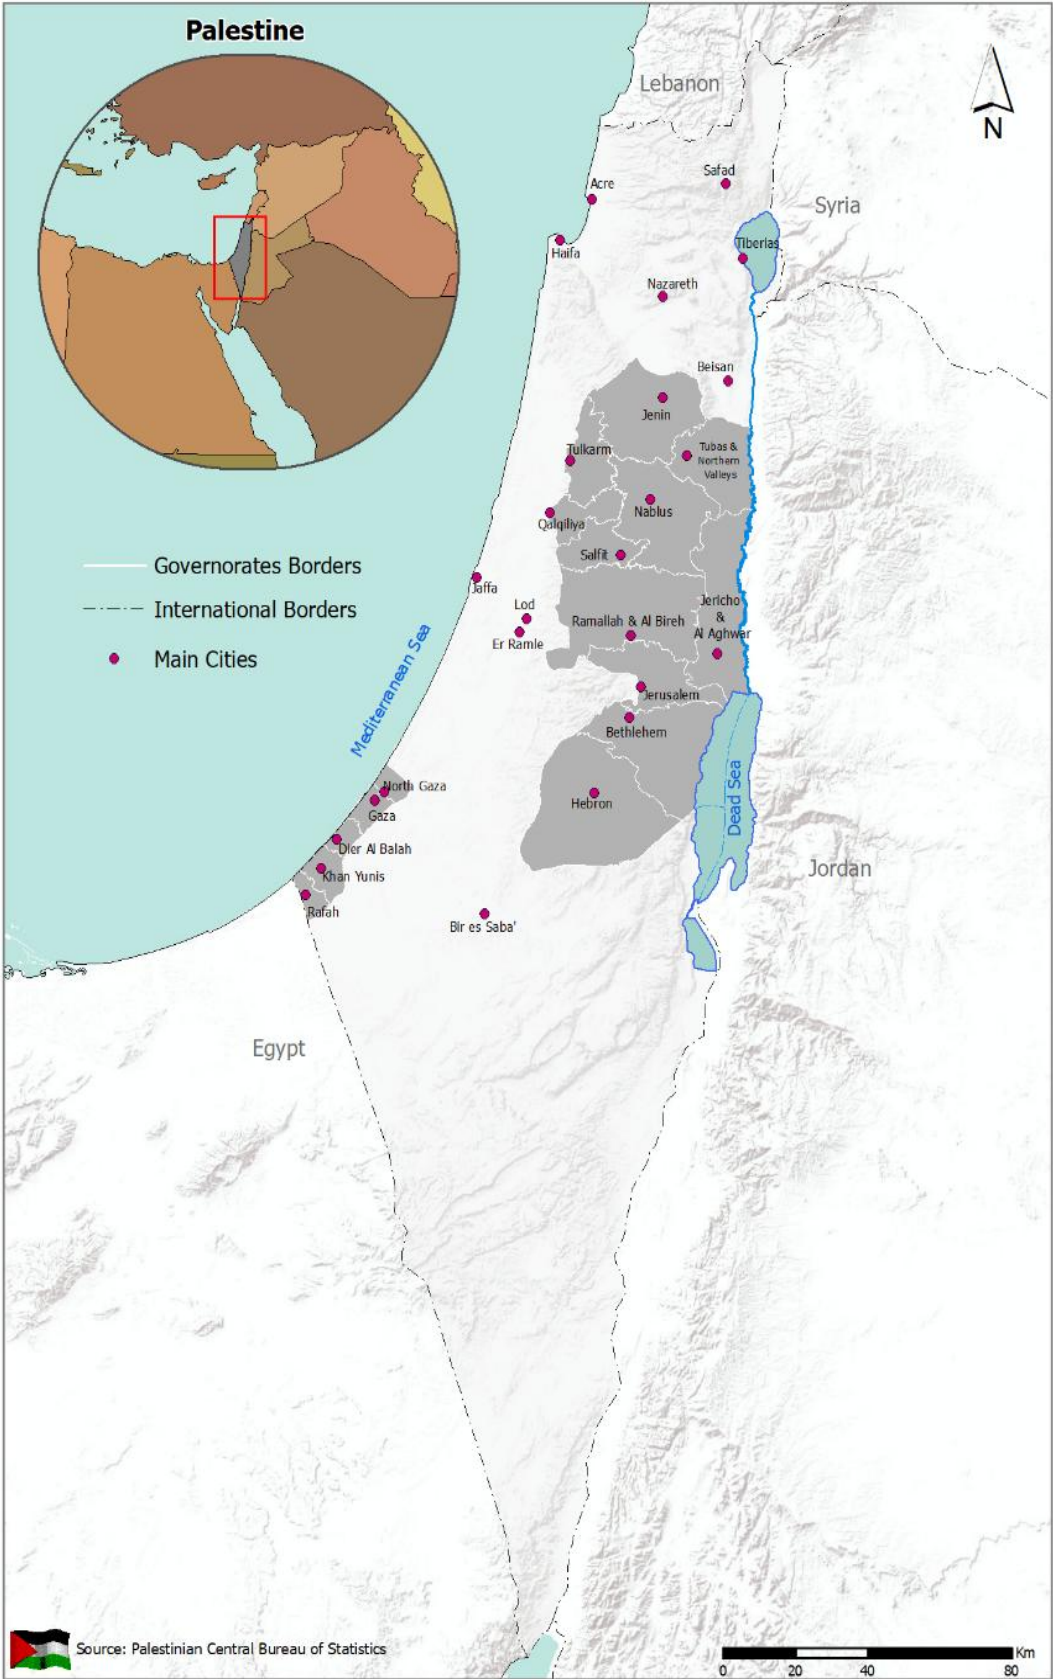 Palestine
Lebanon
N
Safad
Acre
Syria
Tiberias
Haifa
Nazareth
Beisan
Jenin
Tulkarm
Tubas &
Northern
Valleys
Nablus
Qalqiliya
Salfit
Governorates Borders
International Borders
Main Cities
Jaffa
Lod
Er Ramle
Jericho
&
Al Aghwar
Ramallah & Al Bireh
Mediterranean Sea
Jerusalem
Bethlehem
Dead Sea
North Gaza
Gaza
Hebron
Dier Al Balah
Khan Yunis
Rafah
Jordan
Bir es Saba'
Egypt
Source: Palestinian Central Bureau of Statistics
Km
0 20 40 80